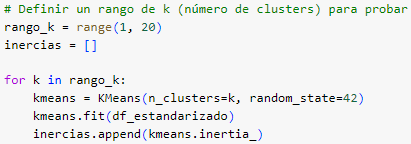 # Definir un rango de k (número de clusters) para probar
rango_k = range(1, 20)
inercias = []
for k in rango_k:
    kmeans = KMeans(n_clusters=k, random_state=42)
    kmeans.fit(df_estandarizado)
    inercias.append(kmeans.inertia_)